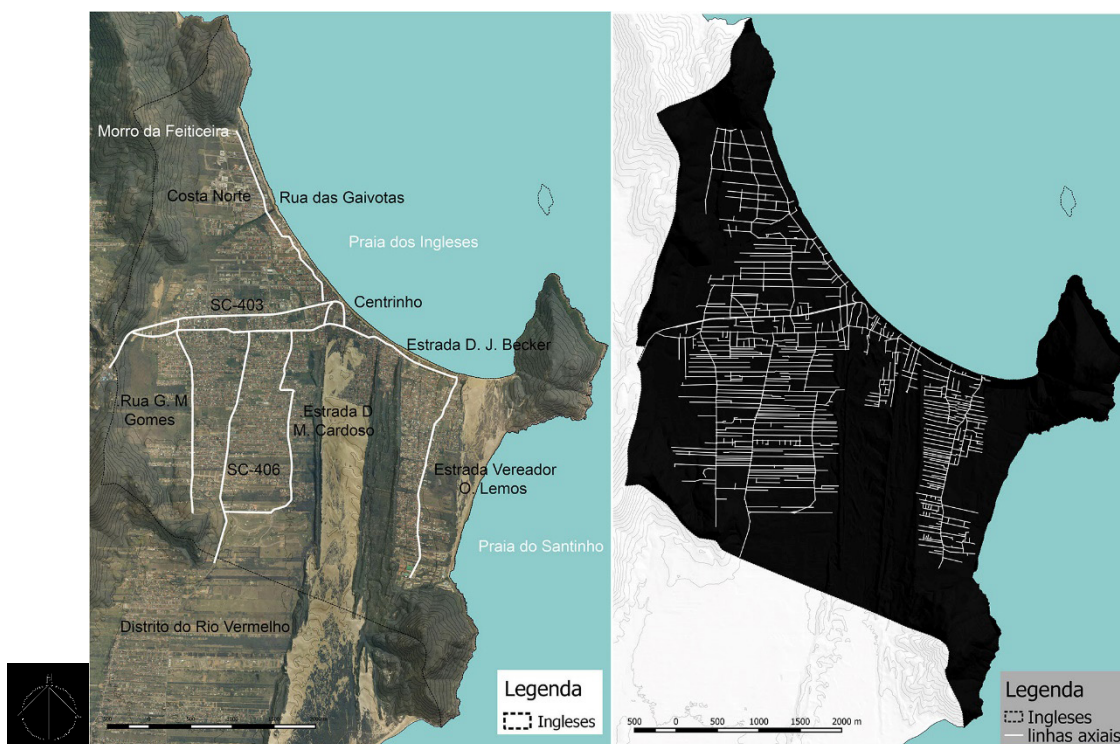 Morro da Feiticeira
Costa Norte
Rua das Gaivotas
Praia dos Ingleses
SC-403
Centrinho
Estrada D. J. Becker
Rua G. M
Gomes
Estrada D
M. Cardoso
SC-406
Estrada Vereador
O. Lemos
Praia do Santinho
Distrito do Rio Vermelho
Legenda
Ingleses
500 0 500 1000 1500 2000 m
Legenda
Ingleses
linhas axiais